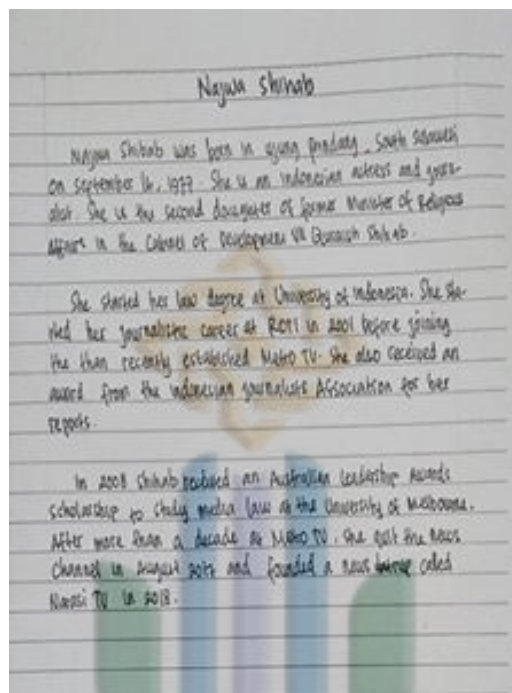 Najwa Shihab
Najwa Shihab was born in ujung pandang, South Sulawesi
on September 16, 1977. She is an Indonesian actress and jour-
alist. She is the second daugther of former Minister of Religious
Affairs in the Cabinet of Development VII Quraish Shihab.
She started her law degree at University of Indonesia. She sta-
rted her journalistic career at RCTI in 2001 before joining
the than recently established Metro TV. She also received an
award from the Indonesian journalists Association for her
reports.
In 2008 Shihab received an Australian Leadership Awards
scholarship to study media law at the University of Melbourne.
After more than a decade at Metro TV, She quit the news
channel in August 2017 and founded a news called
Narasi TV in 2018.